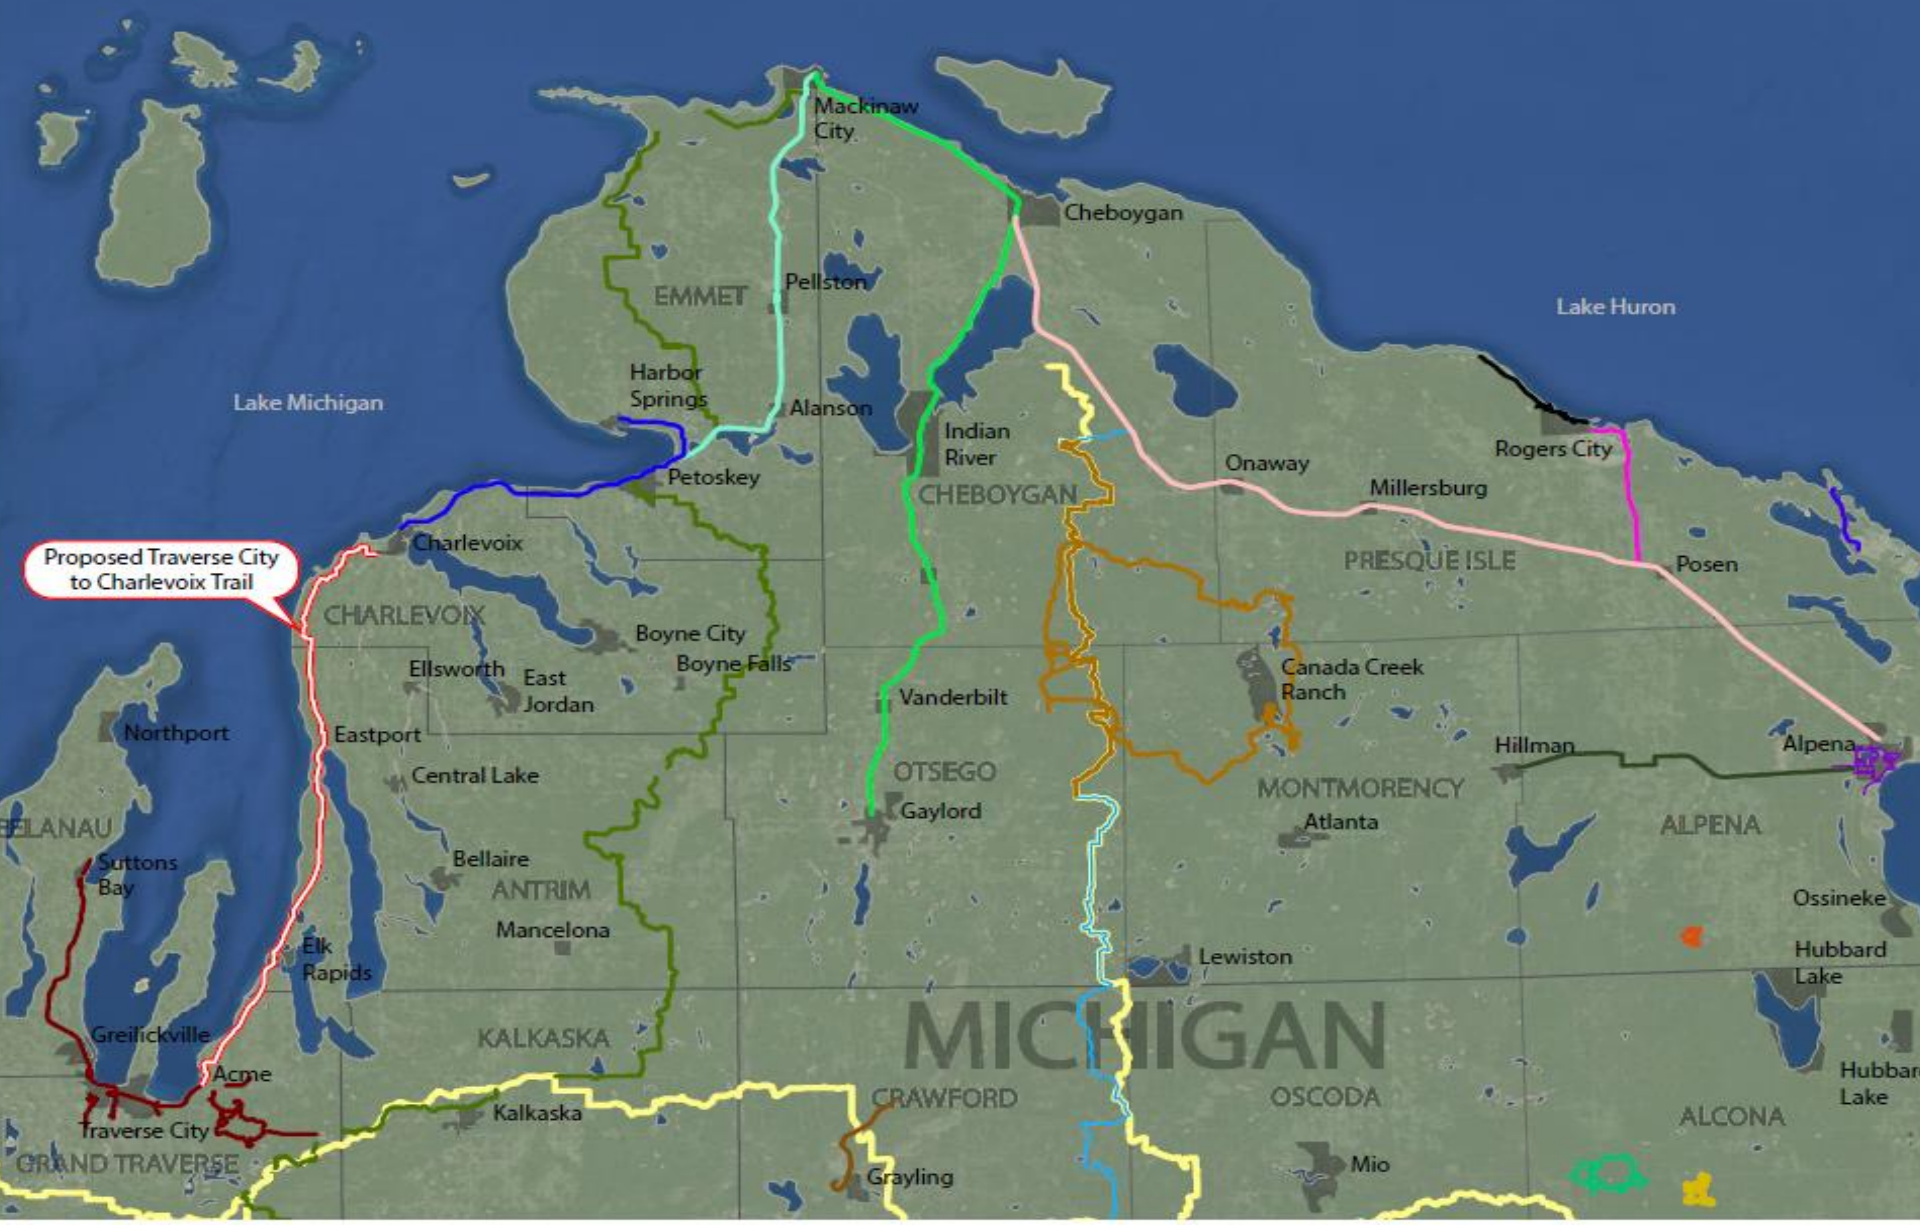 Mackinaw
City
Cheboygan
Pellston
EMMET
Lake Huron
Harbor
Springs
Lake Michigan
Alanson
Indian
River
Rogers City
Petoskey
Onaway
Millersburg
CHEBOYGAN
Charlevoix
Proposed Traverse City
to Charlevoix Trail
PRESQUE ISLE
Posen
CHARLEVOIX
Boyne City
Boyne Falls
Ellsworth
East
Jordan
Canada Creek
Ranch
Vanderbilt
Northport
Eastport
Hillman
Alpena
Central Lake
OTSEGO
MONTMORENCY
Gaylord
Atlanta
ALPENA
EELANAU
Suttons
Bay
Bellaire
ANTRIM
Ossineke
Mancelona
Elk
Rapids
Lewiston
Hubbard
Lake
MICHIGAN
Greilickville
KALKASKA
Acme
Hubbar
Lake
CRAWFORD
OSCODA
Kalkaska
ALCONA
Traverse City
GRAND TRAVERSE
Grayling
Mio